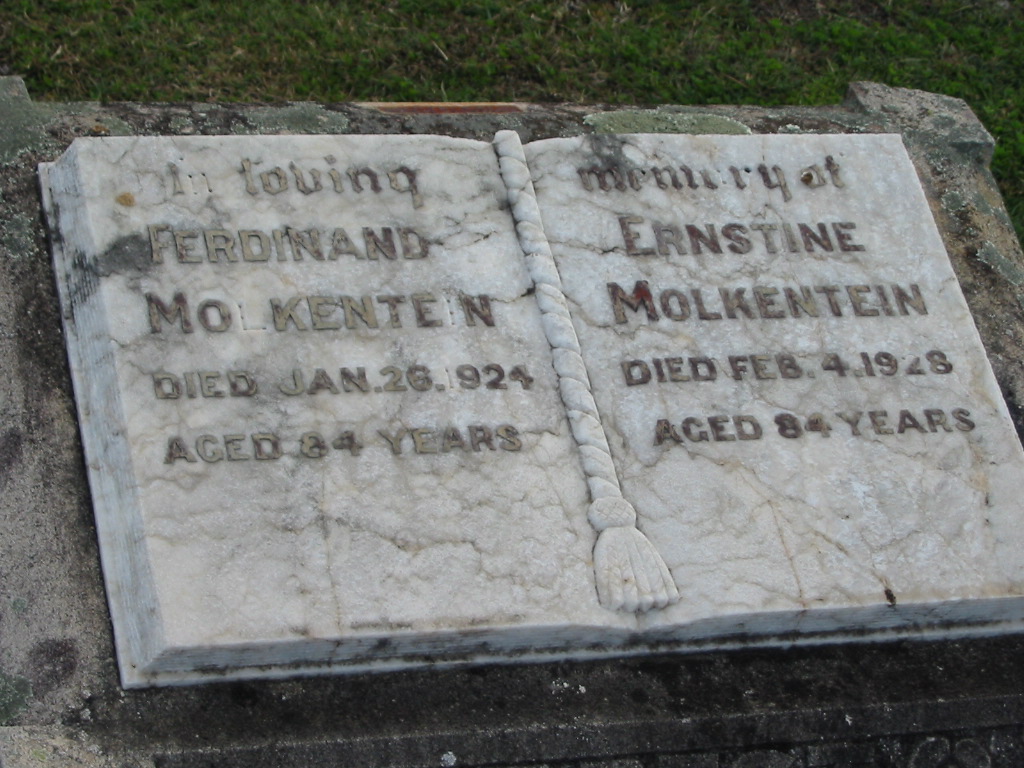 In loving
FERDINAND
MOLKENTEIN
DIED JAN. 26. 1924
AGED 84 YEARS
memory of
ERNSTINE
MOLKENTEIN
DIED FEB. 4. 1928
AGED 84 YEARS